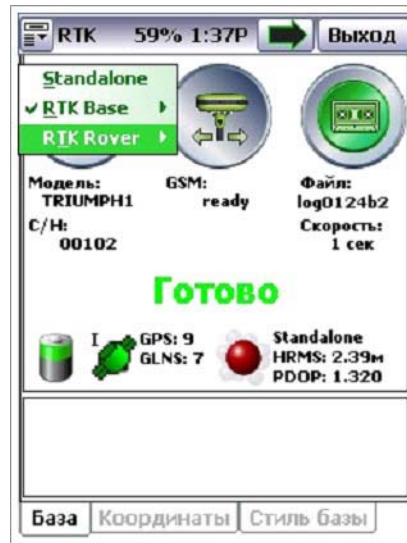 RTK 59% 1:37P Выход
Standalone
RTK Base
RTK Rover
Модель: GSM: Файл:
TRIUMPH1 ready log0124b2
С/Н: Скорость:
00102 1 сек
Готово
I GPS: 9 Standalone
GLNS: 7 HRMS: 2.39м
PDOP: 1.320
База Координаты Стиль базы